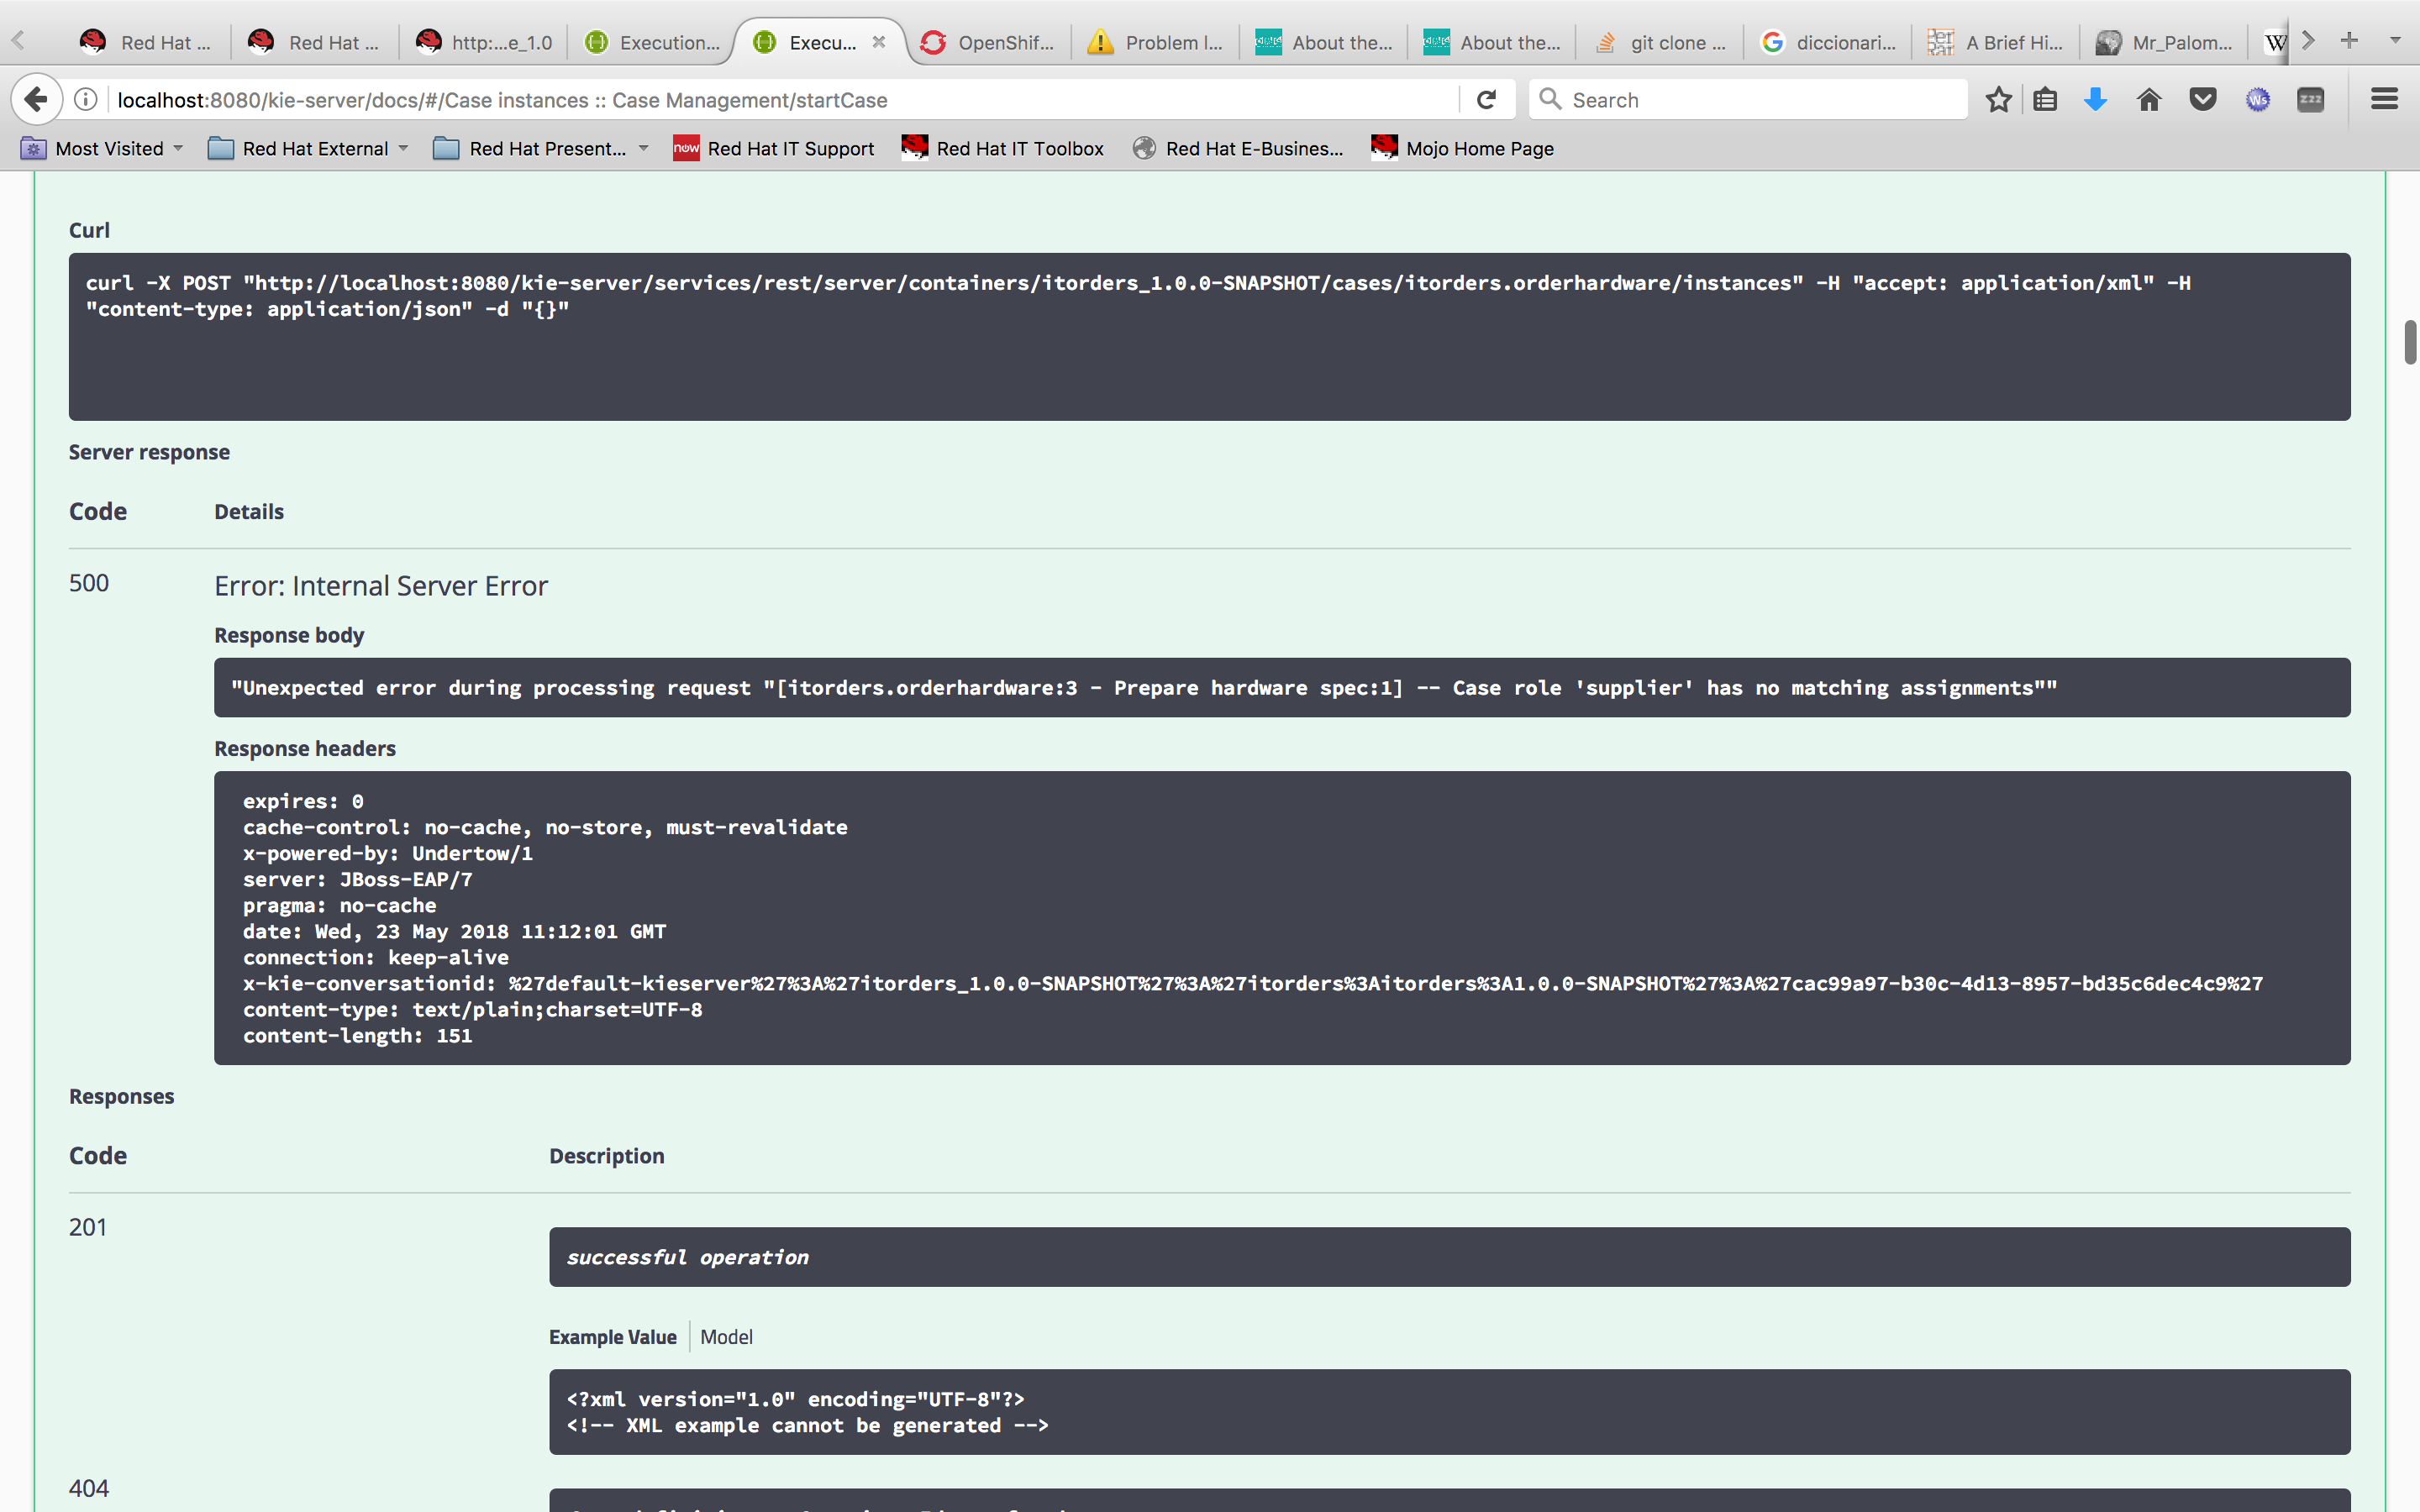 Red Hat ...
Red Hat ...
http:...e_1.0
Execution...
Execu...
OpenShif...
Problem l...
About the...
About the...
git clone ...
diccionari...
A Brief Hi...
Mr_Palom...
W
localhost:8080/kie-server/docs/#/Case instances :: Case Management/startCase
Search
Most Visited
Red Hat External
Red Hat Present...
now
Red Hat IT Support
Red Hat IT Toolbox
Red Hat E-Busines...
Mojo Home Page
Curl
curl -X POST "http://localhost:8080/kie-server/services/rest/server/containers/itorders_1.0.0-SNAPSHOT/cases/itorders.orderhardware/instances" -H "accept: application/xml" -H
"content-type: application/json" -d "{}"
Server response
Code Details
500 Error: Internal Server Error
Response body
"Unexpected error during processing request "[itorders.orderhardware:3 - Prepare hardware spec:1] -- Case role 'supplier' has no matching assignments""
Response headers
expires: 0
cache-control: no-cache, no-store, must-revalidate
x-powered-by: Undertow/1
server: JBoss-EAP/7
pragma: no-cache
date: Wed, 23 May 2018 11:12:01 GMT
connection: keep-alive
x-kie-conversationid: %27default-kieserver%27%3A%27itorders_1.0.0-SNAPSHOT%27%3A%27itorders%3Aitorders%3A1.0.0-SNAPSHOT%27%3A%27cac99a97-b30c-4d13-8957-bd35c6dec4c9%27
content-type: text/plain;charset=UTF-8
content-length: 151
Responses
Code Description
201
successful operation
Example Value Model
<?xml version="1.0" encoding="UTF-8"?>
<!-- XML example cannot be generated -->
404